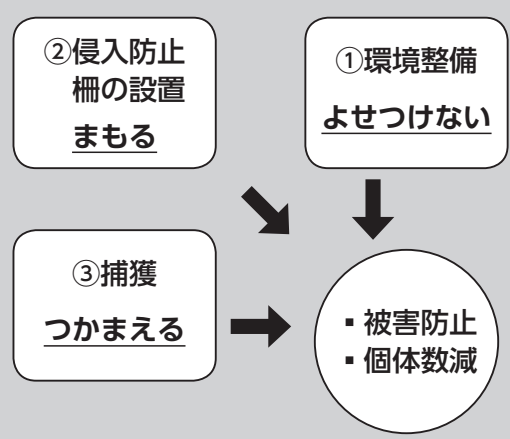 ②侵入防止
柵の設置
まもる
①環境整備
よせつけない
③捕獲
つかまえる
▪被害防止
▪個体数減